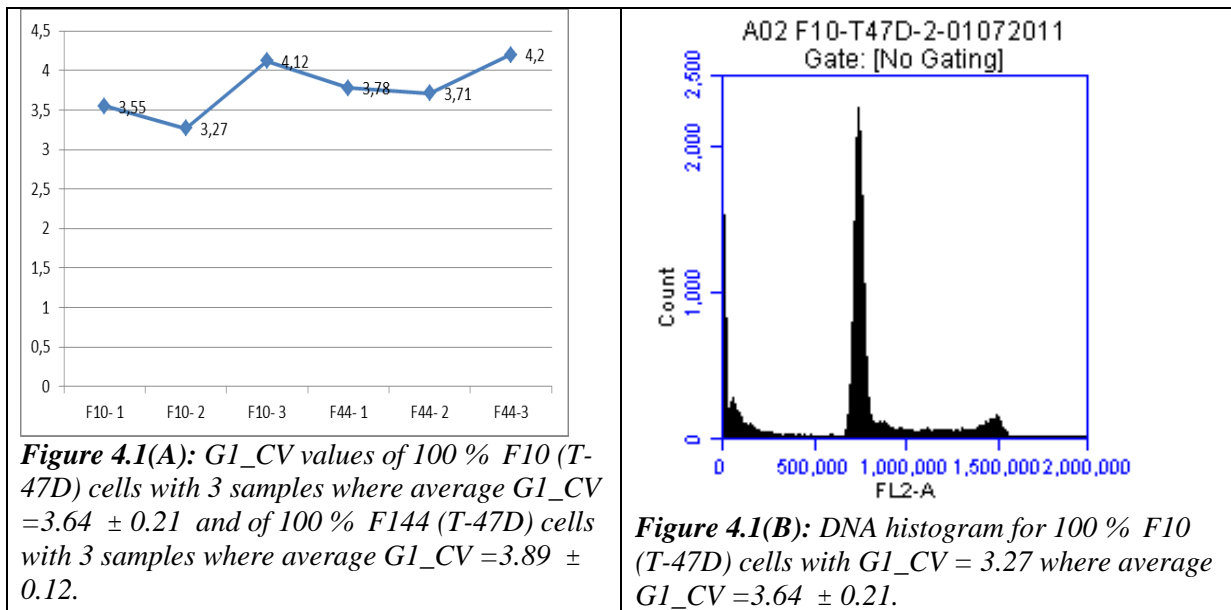 4,5
4
3,5
3
2,5
2
1,5
1
0,5
0
3,55
3,27
4,12
3,78
3,71
4,2
F10- 1
F10- 2
F10- 3
F44- 1
F44- 2
F44-3
Figure 4.1(A): G1_CV values of 100 % F10 (T-
47D) cells with 3 samples where average G1_CV
=3.64 ± 0.21 and of 100 % F144 (T-47D) cells
with 3 samples where average G1_CV =3.89 ±
0.12.
A02 F10-T47D-2-01072011
Gate: [No Gating]
2,500
2,000
1,000
0
Count
0 500,000 1,000,000 1,500,000 2,000,000
FL2-A
Figure 4.1(B): DNA histogram for 100 % F10
(T-47D) cells with G1_CV = 3.27 where average
G1_CV =3.64 ± 0.21.